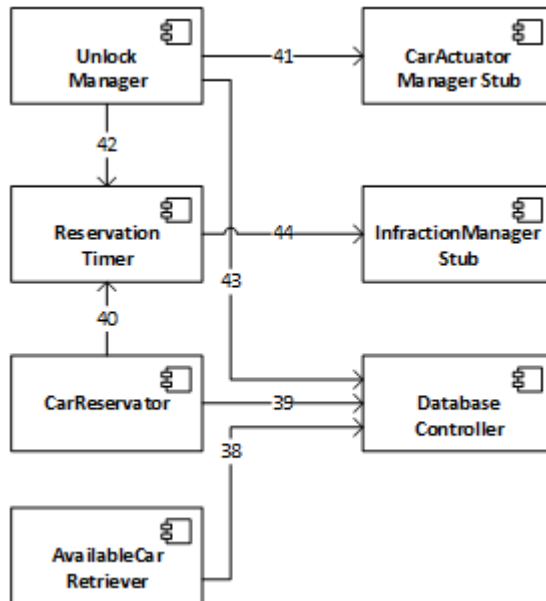 Unlock
Manager
41
CarActuator
Manager Stub
42
Reservation
Timer
44
InfractionManager
Stub
43
40
CarReservator
39
Database
Controller
38
AvailableCar
Retriever